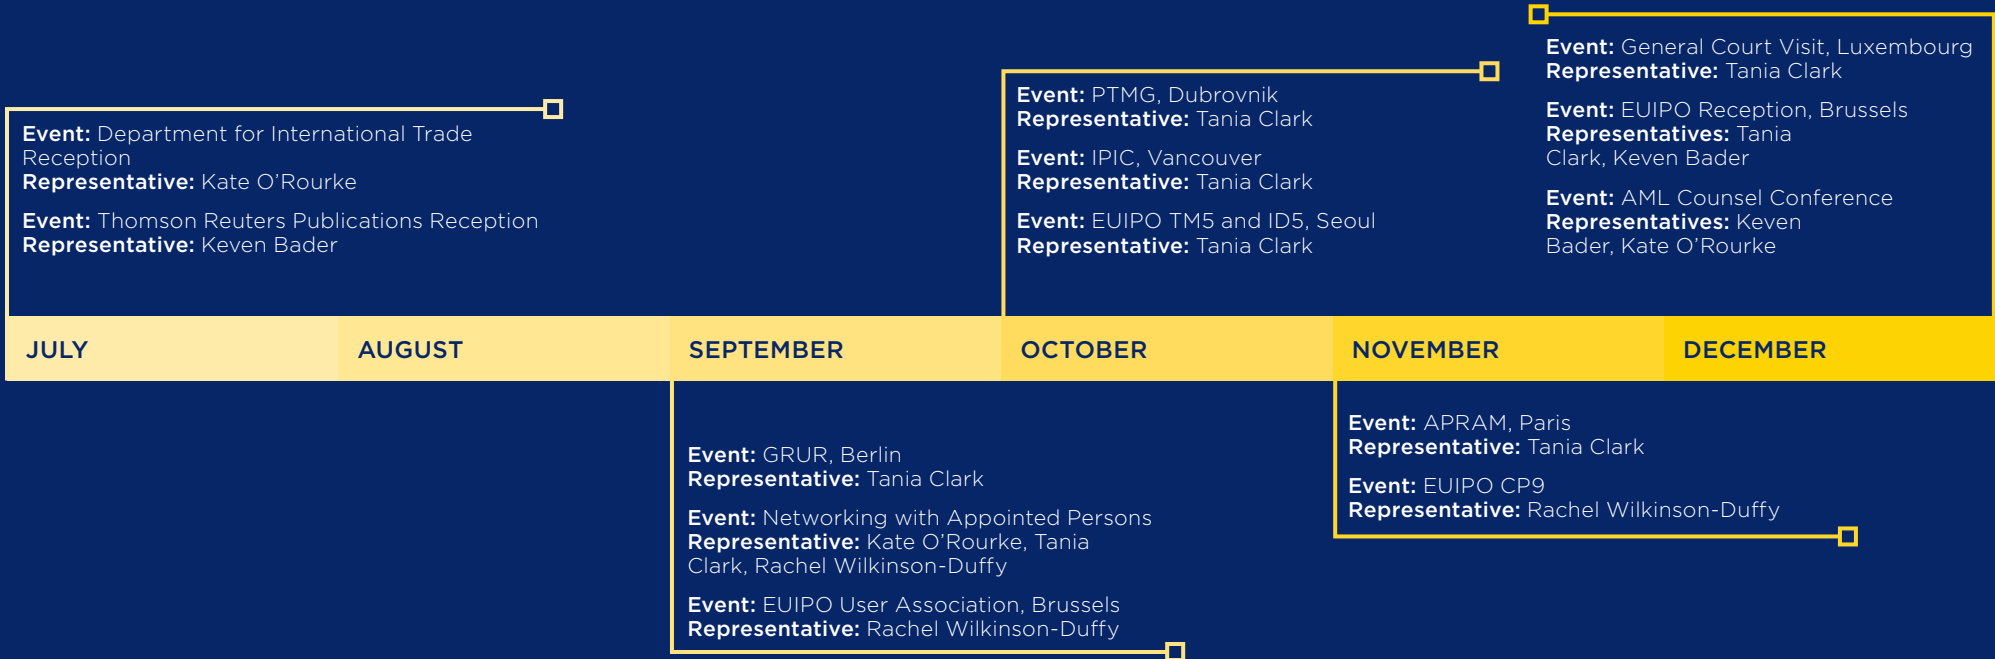 Event: General Court Visit, Luxembourg
Representative: Tania Clark
Event: EUIPO Reception, Brussels
Representatives: Tania
Clark, Keven Bader
Event: AML Counsel Conference
Representatives: Keven
Bader, Kate O’Rourke
Event: PTMG, Dubrovnik
Representative: Tania Clark
Event: IPIC, Vancouver
Representative: Tania Clark
Event: EUIPO TM5 and ID5, Seoul
Representative: Tania Clark
Event: Department for International Trade
Reception
Representative: Kate O’Rourke
Event: Thomson Reuters Publications Reception
Representative: Keven Bader
JULY
AUGUST
SEPTEMBER
OCTOBER
NOVEMBER
DECEMBER
Event: GRUR, Berlin
Representative: Tania Clark
Event: Networking with Appointed Persons
Representative: Kate O’Rourke, Tania
Clark, Rachel Wilkinson-Duffy
Event: EUIPO User Association, Brussels
Representative: Rachel Wilkinson-Duffy
Event: APRAM, Paris
Representative: Tania Clark
Event: EUIPO CP9
Representative: Rachel Wilkinson-Duffy